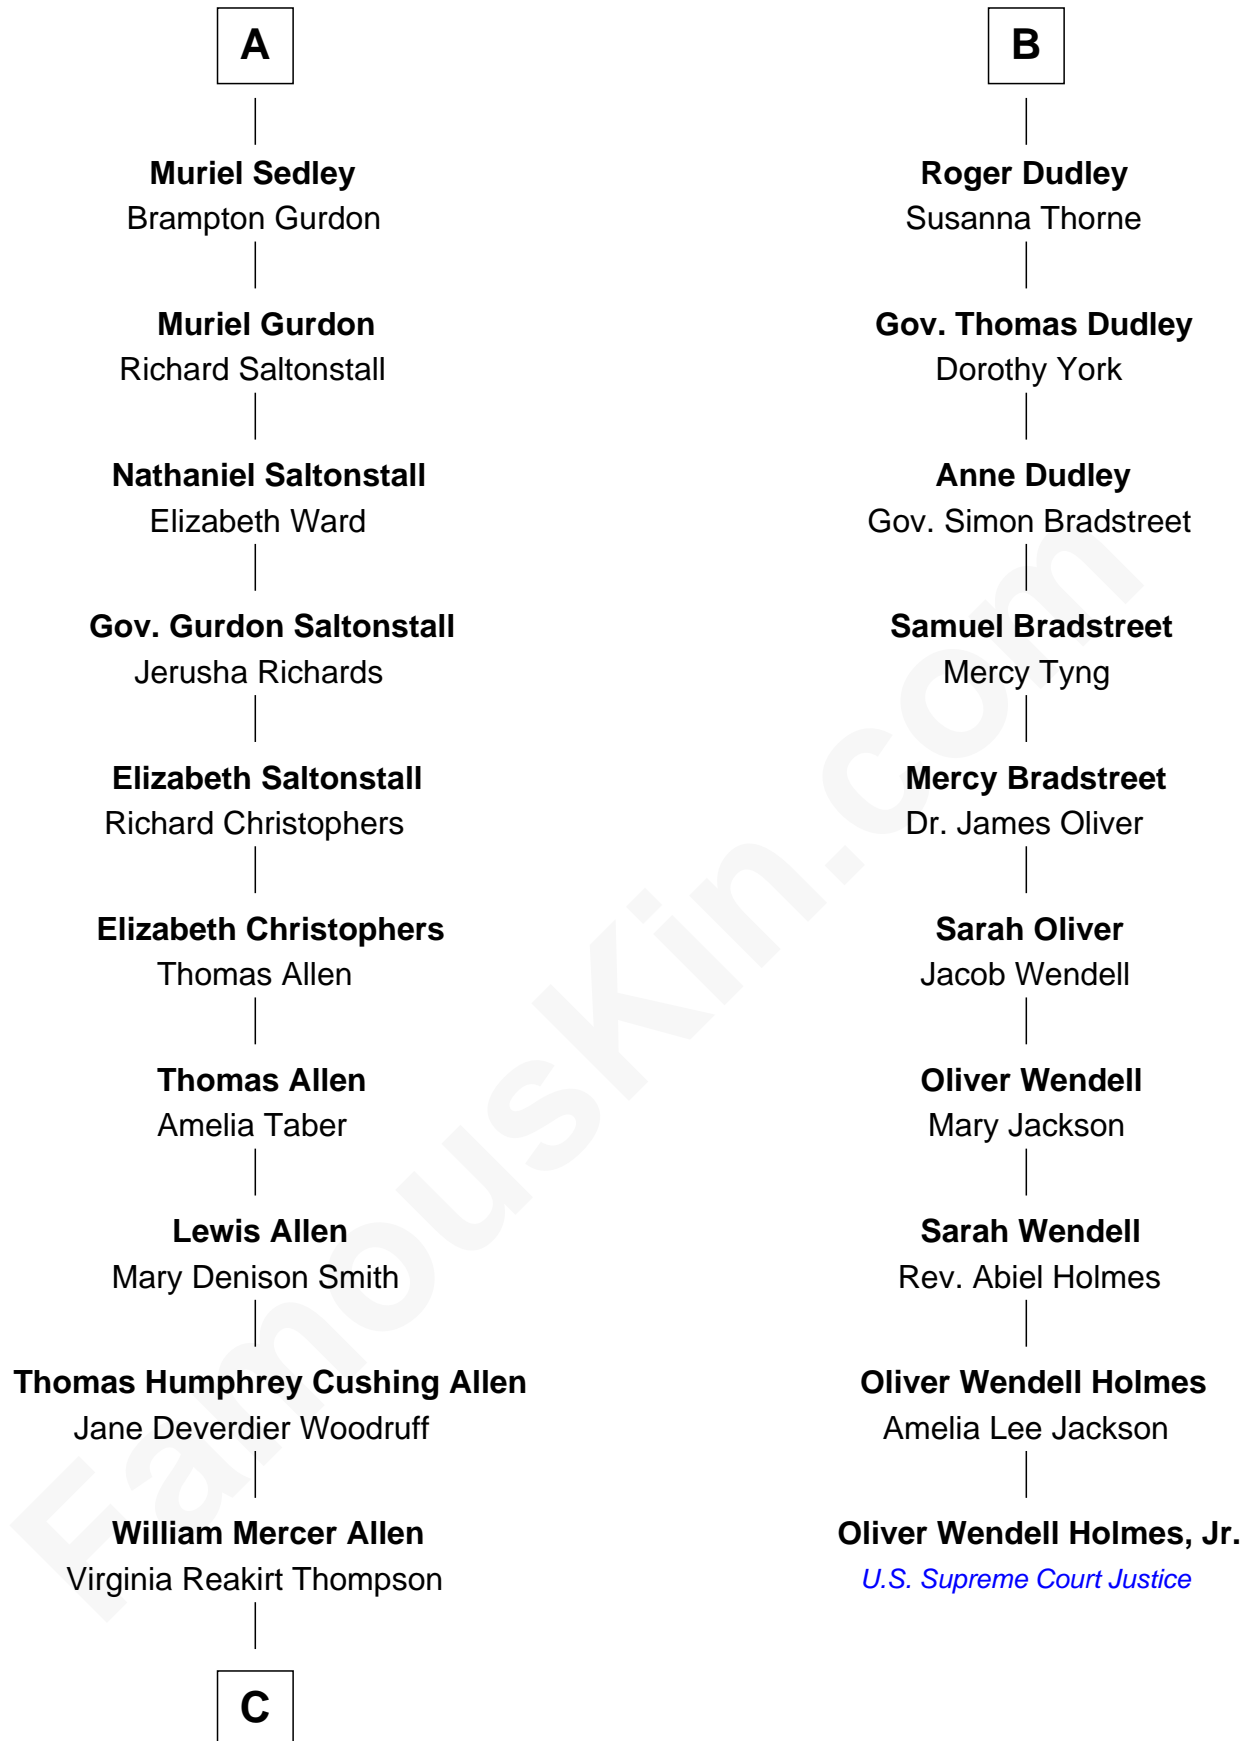 A
Muriel Sedley
Brampton Gurdon
Muriel Gurdon
Richard Saltonstall
Nathaniel Saltonstall
Elizabeth Ward
Gov. Gurdon Saltonstall
Jerusha Richards
Elizabeth Saltonstall
Richard Christophers
Elizabeth Christophers
Thomas Allen
Thomas Allen
Amelia Taber
Lewis Allen
Mary Denison Smith
Thomas Humphrey Cushing Allen
Jane Deverdier Woodruff
William Mercer Allen
Virginia Reakirt Thompson
C
B
Roger Dudley
Susanna Thorne
Gov. Thomas Dudley
Dorothy York
Anne Dudley
Gov. Simon Bradstreet
Samuel Bradstreet
Mercy Tyng
Mercy Bradstreet
Dr. James Oliver
Sarah Oliver
Jacob Wendell
Oliver Wendell
Mary Jackson
Sarah Wendell
Rev. Abiel Holmes
Oliver Wendell Holmes
Amelia Lee Jackson
Oliver Wendell Holmes, Jr.
U.S. Supreme Court Justice
FamousKin.com